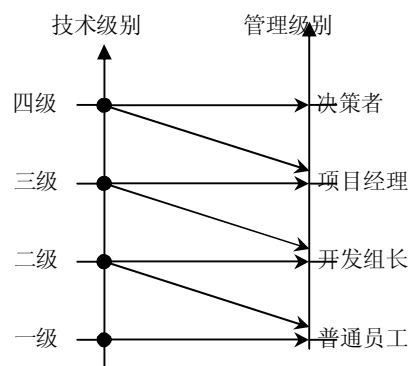 技术级别 管理级别
四级 决策者
三级 项目经理
二级 开发组长
一级 普通员工